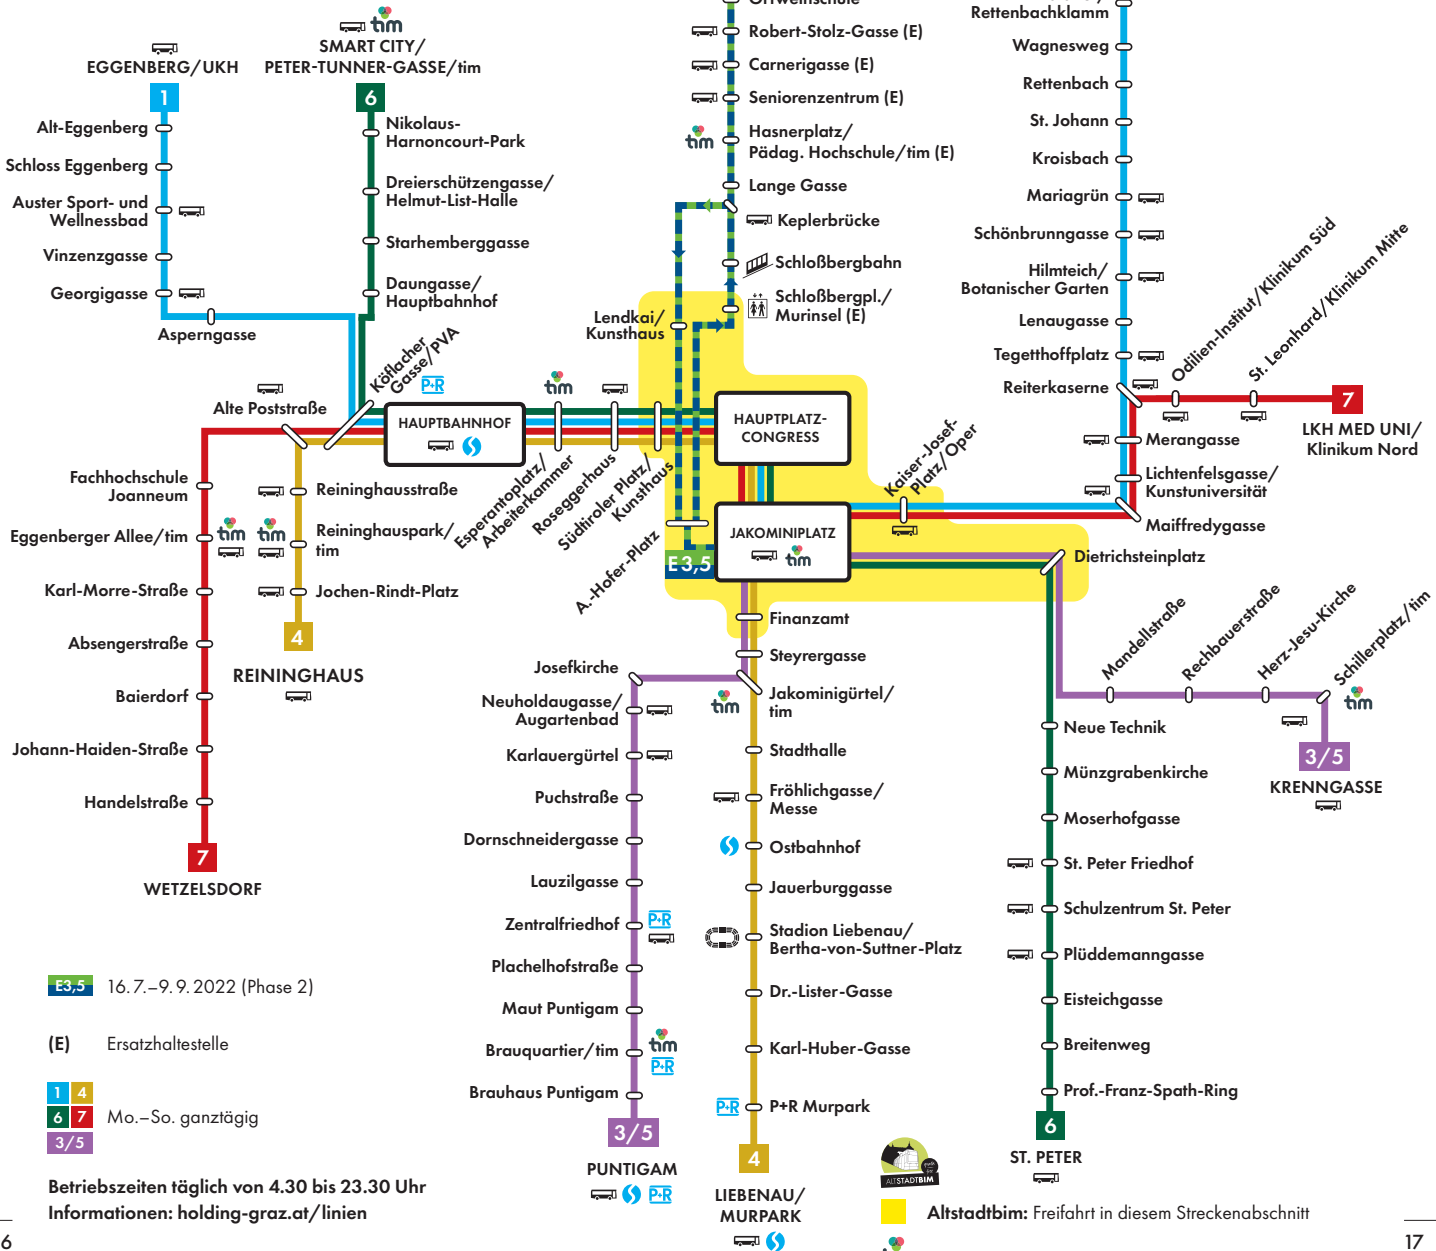 tim
SMART CITY/
PETER-TUNNER-GASSE/tim
6
EGGENBERG/UKH
1
Alt-Eggenberg
Schloss Eggenberg
Auster Sport- und
Wellnessbad
Vinzenzgasse
Georgigasse
Asperngasse
Nikolaus-
Harnoncourt-Park
Dreierschützengasse/
Helmut-List-Halle
Starhemberggasse
Daungasse/
Hauptbahnhof
Köflacher
Gasse/PVA
P+R
Robert-Stolz-Gasse (E)
Carnerigasse (E)
Seniorenzentrum (E)
tim
Hasnerplatz/
Pädag. Hochschule/tim (E)
Lange Gasse
Keplerbrücke
Schloßbergbahn
Schloßbergpl./
Murinsel (E)
Lendkai/
Kunsthaus
Rettenbachklamm
Wagnesweg
Rettenbach
St. Johann
Kroisbach
Mariagrün
Schönbrunngasse
Hilmteich/
Botanischer Garten
Lenaugasse
Tegetthoffplatz
Reiterkaserne
Odilien-Institut/Klinikum Süd
St. Leonhard/Klinikum Mitte
7
LKH MED UNI/
Klinikum Nord
Merangasse
Lichtenfelsgasse/
Kunstuniversität
Maiffredygasse
Kaiser-Josef-
Platz/Oper
Alte Poststraße
HAUPTBAHNHOF
tim
Esperantoplatz/
Arbeiterkammer
Roseggerhaus
Südtiroler Platz/
Kunsthaus
A.-Hofer-Platz
E3,5
HAUPTPLATZ-
CONGRESS
JAKOMINIPLATZ
tim
Fachhochschule
Joanneum
Eggenberger Allee/tim
tim
Karl-Morre-Straße
Absengerstraße
Baierdorf
Johann-Haiden-Straße
Handelstraße
7
WETZELSDORF
Reininghausstraße
tim
Reininghauspark/
tim
Jochen-Rindt-Platz
4
REININGHAUS
Finanzamt
Steyrergasse
tim
Jakominigürtel/
tim
Stadthalle
Fröhlichgasse/
Messe
Ostbahnhof
Jauerburggasse
Stadion Liebenau/
Bertha-von-Suttner-Platz
Dr.-Lister-Gasse
Karl-Huber-Gasse
P+R
P+R Murpark
4
LIEBENAU/
MURPARK
Josefkirche
Neuholdaugasse/
Augartenbad
Karlauergürtel
Puchstraße
Dornschneidergasse
Lauzilgasse
Zentralfriedhof
P+R
Plachelhofstraße
Maut Puntigam
Brauquartier/tim
tim
P+R
Brauhaus Puntigam
3/5
PUNTIGAM
P+R
Dietrichsteinplatz
Mandellstraße
Rechbauerstraße
Herz-Jesu-Kirche
Schillerplatz/tim
tim
3/5
KRENNGASSE
Neue Technik
Münzgrabenkirche
Moserhofgasse
St. Peter Friedhof
Schulzentrum St. Peter
Plüddemanngasse
Eisteichgasse
Breitenweg
Prof.-Franz-Spath-Ring
6
ST. PETER
E3,5
16. 7.–9. 9. 2022 (Phase 2)
(E)
Ersatzhaltestelle
1 4
6 7
3/5
Mo.–So. ganztägig
Betriebszeiten täglich von 4.30 bis 23.30 Uhr
Informationen: holding-graz.at/linien
ALTSTADTBIM
Altstadtbim: Freifahrt in diesem Streckenabschnitt
6
17